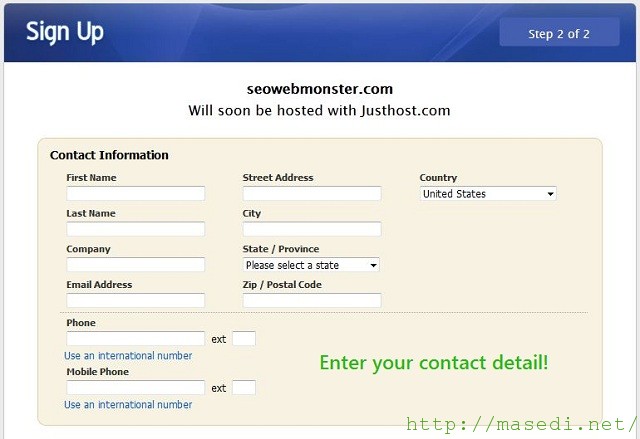 Sign Up
Step 2 of 2
seowebmonster.com
Will soon be hosted with Justhost.com
Contact Information
First Name
Street Address
Country
United States
Last Name
City
Company
State / Province
Please select a state
Email Address
Zip / Postal Code
Phone
ext
Use an international number
Mobile Phone
ext
Use an international number
Enter your contact detail!
http://masedi.net/